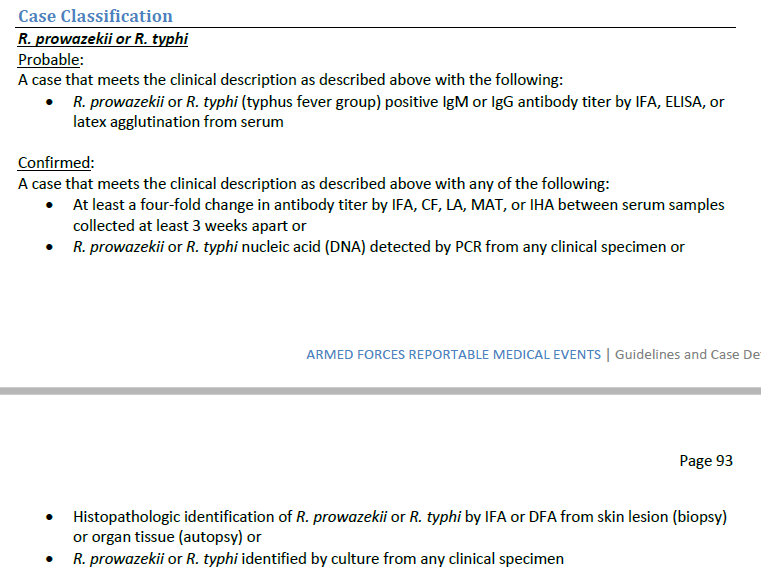 Case Classification
R. prowazekii or R. typhi
Probable:
A case that meets the clinical description as described above with the following:
• R. prowazekii or R. typhi (typhus fever group) positive IgM or IgG antibody titer by IFA, ELISA, or
latex agglutination from serum
Confirmed:
A case that meets the clinical description as described above with any of the following:
• At least a four-fold change in antibody titer by IFA, CF, LA, MAT, or IHA between serum samples
collected at least 3 weeks apart or
• R. prowazekii or R. typhi nucleic acid (DNA) detected by PCR from any clinical specimen or
ARMED FORCES REPORTABLE MEDICAL EVENTS | Guidelines and Case De
Page 93
• Histopathologic identification of R. prowazekii or R. typhi by IFA or DFA from skin lesion (biopsy)
or organ tissue (autopsy) or
• R. prowazekii or R. typhi identified by culture from any clinical specimen